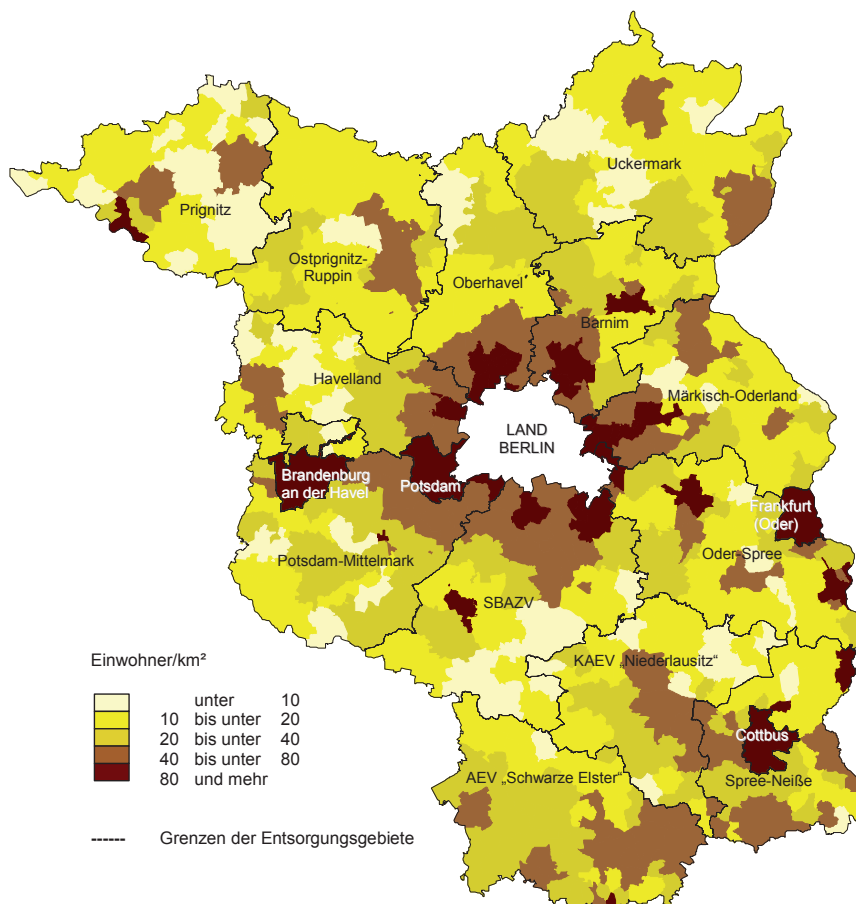 Uckermark
Prignitz
Ostprignitz-
Ruppin
Oberhavel
Barnim
Havelland
Märkisch-Oderland
LAND
BERLIN
Brandenburg
an der Havel
Potsdam
Frankfurt
(Oder)
Oder-Spree
Potsdam-Mittelmark
SBAZV
KAEV „Niederlausitz“
Cottbus
AEV „Schwarze Elster“
Spree-Neiße
Einwohner/km²
unter 10
10 bis unter 20
20 bis unter 40
40 bis unter 80
80 und mehr
------ Grenzen der Entsorgungsgebiete